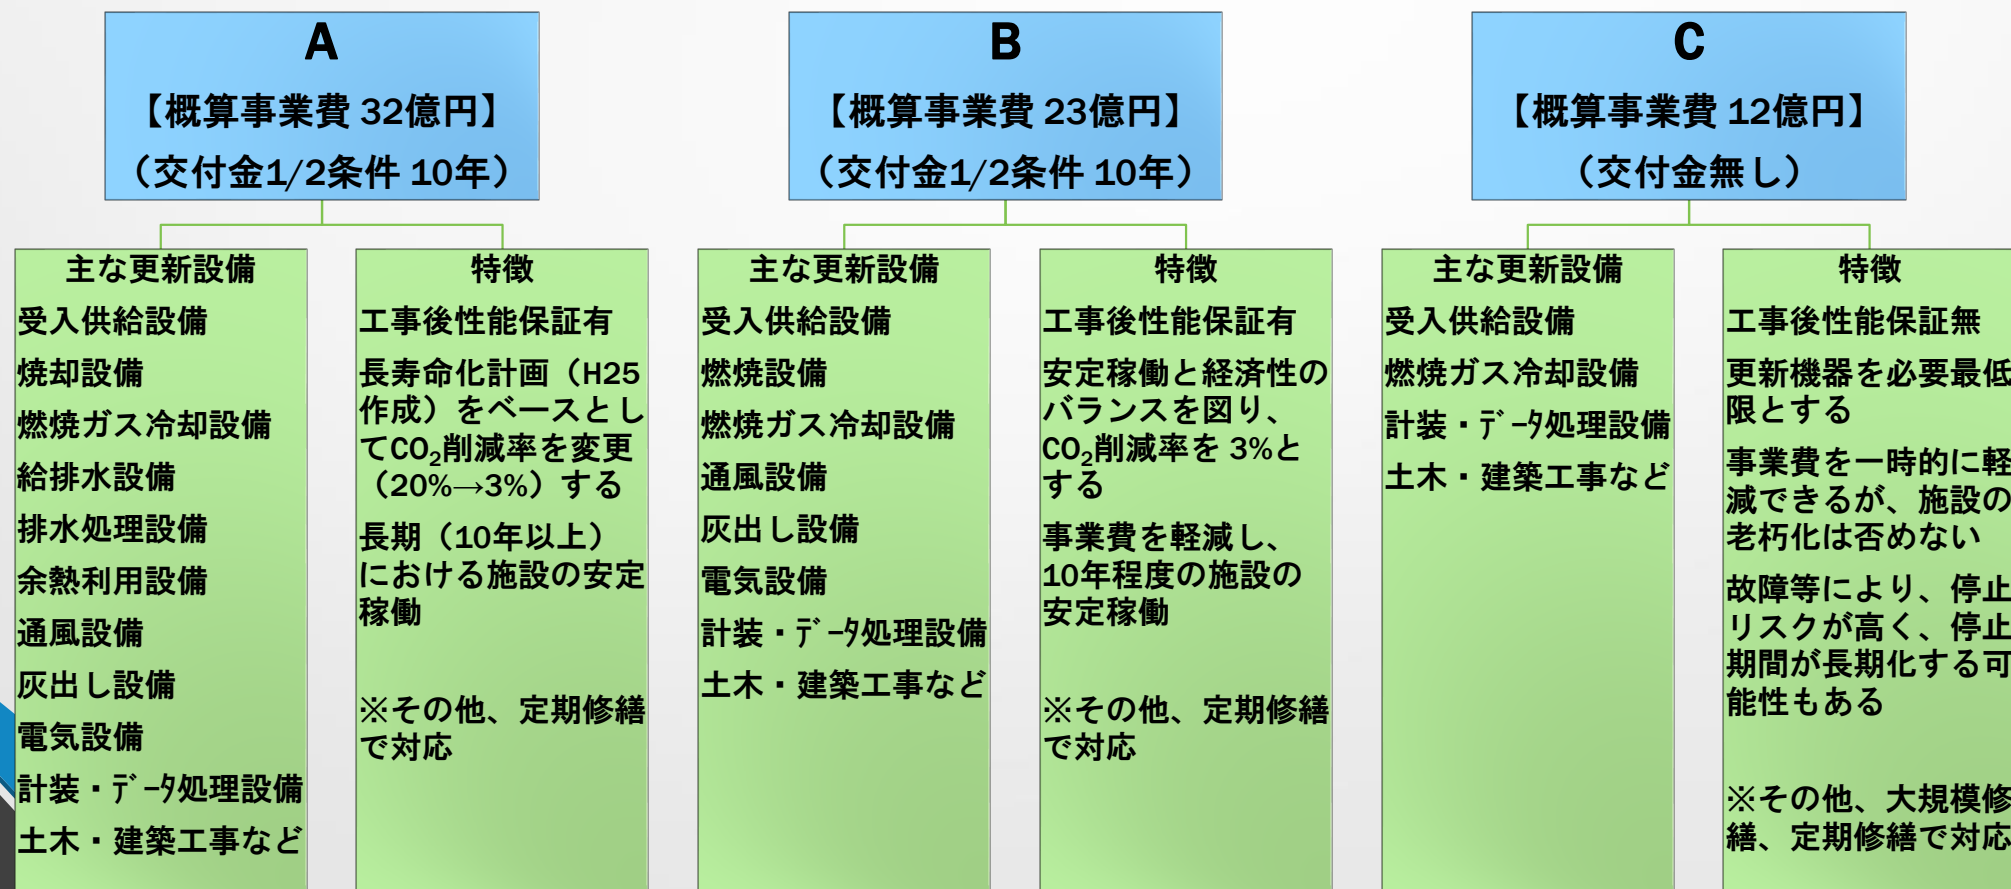 A
【概算事業費 32億円】
（交付金1/2条件 10年）
主な更新設備
受入供給設備
焼却設備
燃焼ガス冷却設備
給排水設備
排水処理設備
余熱利用設備
通風設備
灰出し設備
電気設備
計装・ﾃﾞｰﾀ処理設備
土木・建築工事など
特徴
工事後性能保証有
長寿命化計画（H25
作成）をベースとし
てCO₂削減率を変更
（20%→3%）する
長期（10年以上）
における施設の安定
稼働
※その他、定期修繕
で対応
B
【概算事業費 23億円】
（交付金1/2条件 10年）
主な更新設備
受入供給設備
燃焼設備
燃焼ガス冷却設備
通風設備
灰出し設備
電気設備
計装・ﾃﾞｰﾀ処理設備
土木・建築工事など
特徴
工事後性能保証有
安定稼働と経済性の
バランスを図り、
CO₂削減率を 3%と
する
事業費を軽減し、
10年程度の施設の
安定稼働
※その他、定期修繕
で対応
C
【概算事業費 12億円】
（交付金無し）
主な更新設備
受入供給設備
燃焼ガス冷却設備
計装・ﾃﾞｰﾀ処理設備
土木・建築工事など
特徴
工事後性能保証無
更新機器を必要最低
限とする
事業費を一時的に軽
減できるが、施設の
老朽化は否めない
故障等により、停止
リスクが高く、停止
期間が長期化する可
能性もある
※その他、大規模修
繕、定期修繕で対応